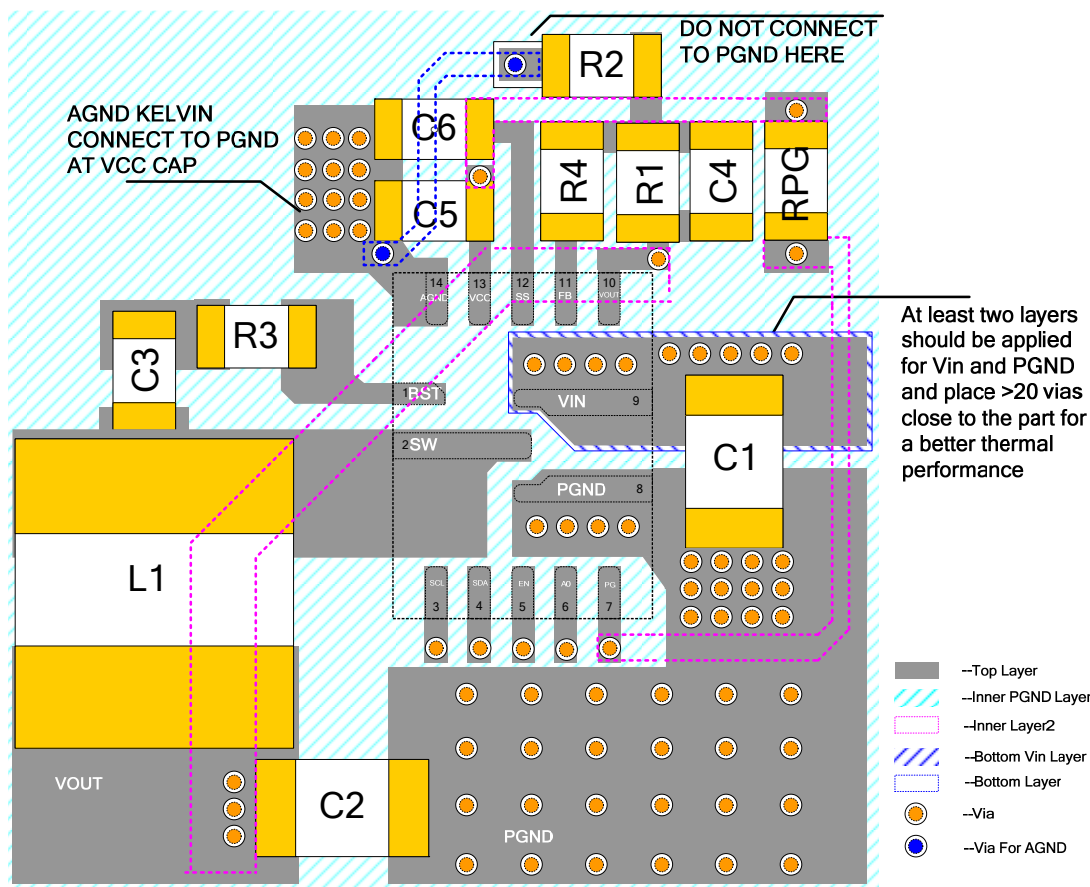 DO NOT CONNECT
TO PGND HERE
R2
AGND KELVIN
CONNECT TO PGND
AT VCC CAP
C6
C5
R4
R1
C4
RPG
14
13
12
11
10
AGND
VCC
SS
FB
VOUT
At least two layers
should be applied
for Vin and PGND
and place >20 vias
close to the part for
a better thermal
performance
R3
C3
1 RST
VIN 9
2 SW
C1
PGND 8
L1
SCL
SDA
EN
A0
PG
3
4
5
6
7
--Top Layer
--Inner PGND Layer
--Inner Layer2
--Bottom Vin Layer
--Bottom Layer
--Via
--Via For AGND
VOUT
C2
PGND